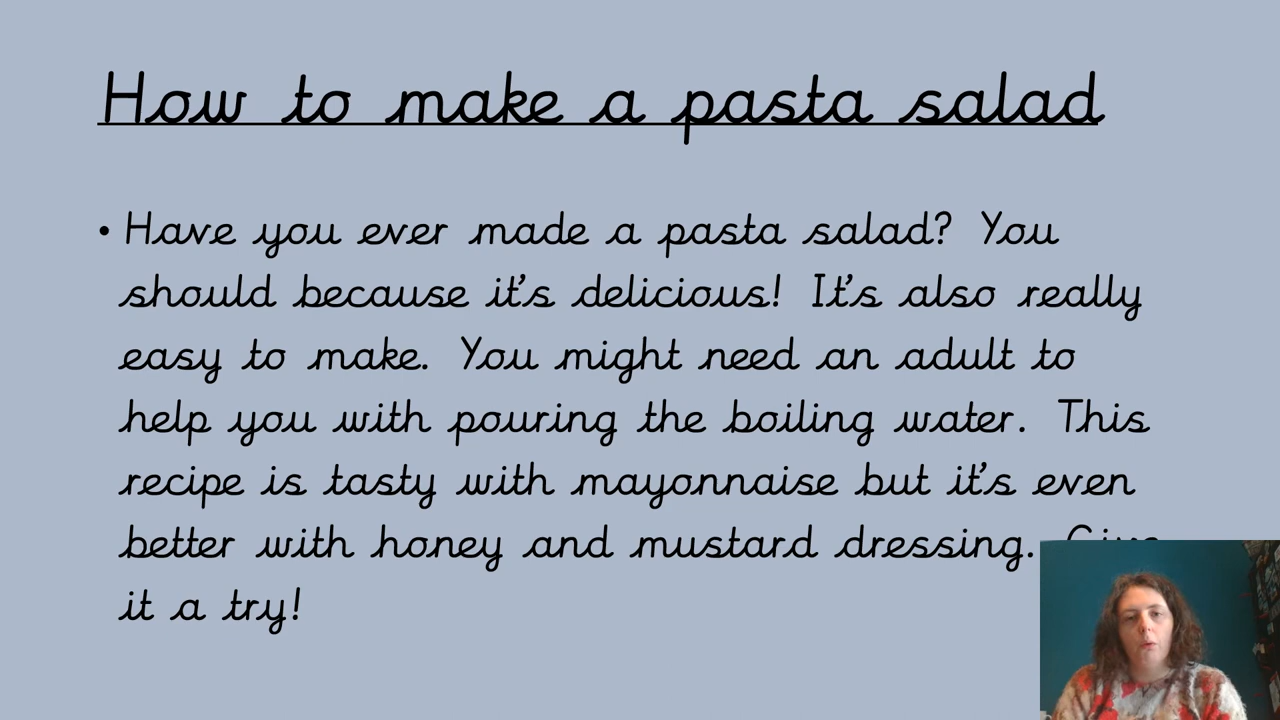 How to make a pasta salad
• Have you ever made a pasta salad? You
should because it's delicious! It's also really
easy to make. You might need an adult to
help you with pouring the boiling water. This
recipe is tasty with mayonnaise but it's even
better with honey and mustard dressing. Give
it a try!